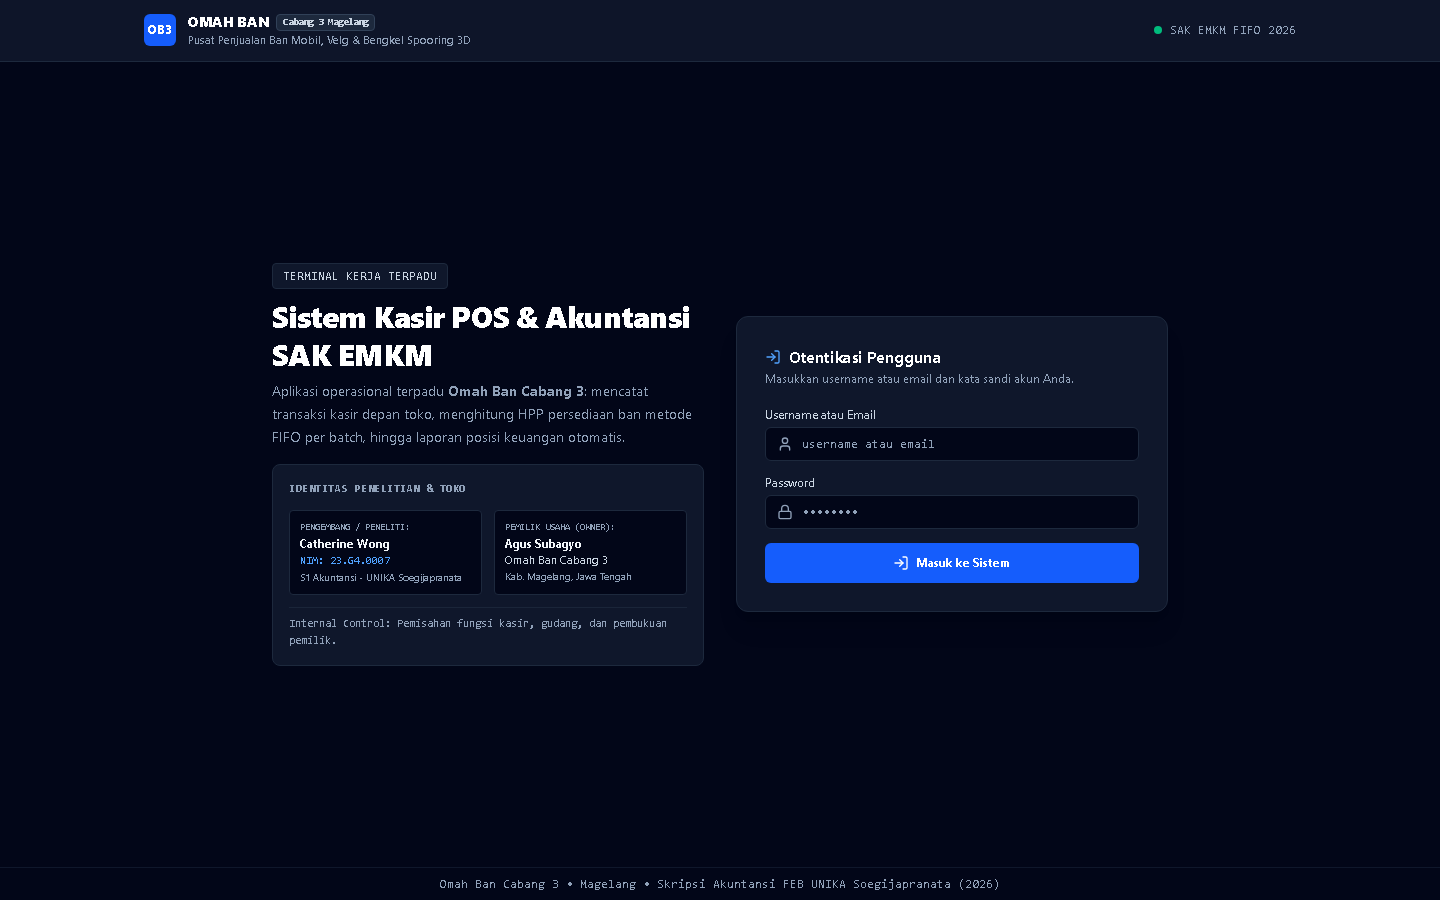 OB3
OMAH BAN
Cabang 3 Magelang
Pusat Penjualan Ban Mobil, Velg & Bengkel Spooring 3D
SAK EMKM FIFO 2026
TERMINAL KERJA TERPADU
Sistem Kasir POS & Akuntansi
SAK EMKM
Aplikasi operasional terpadu Omah Ban Cabang 3: mencatat
transaksi kasir depan toko, menghitung HPP persediaan ban metode
FIFO per batch, hingga laporan posisi keuangan otomatis.
IDENTITAS PENELITIAN & TOKO
PENGEMBANG / PENELITI:
Catherine Wong
NIM: 23.G4.0007
S1 Akuntansi - UNIKA Soegijapranata
PEMILIK USAHA (OWNER):
Agus Subagyo
Omah Ban Cabang 3
Kab. Magelang, Jawa Tengah
Internal Control: Pemisahan fungsi kasir, gudang, dan pembukuan
pemilik.
Otentikasi Pengguna
Masukkan username atau email dan kata sandi akun Anda.
Username atau Email
username atau email
Password
••••••••
Masuk ke Sistem
Omah Ban Cabang 3 • Magelang • Skripsi Akuntansi FEB UNIKA Soegijapranata (2026)